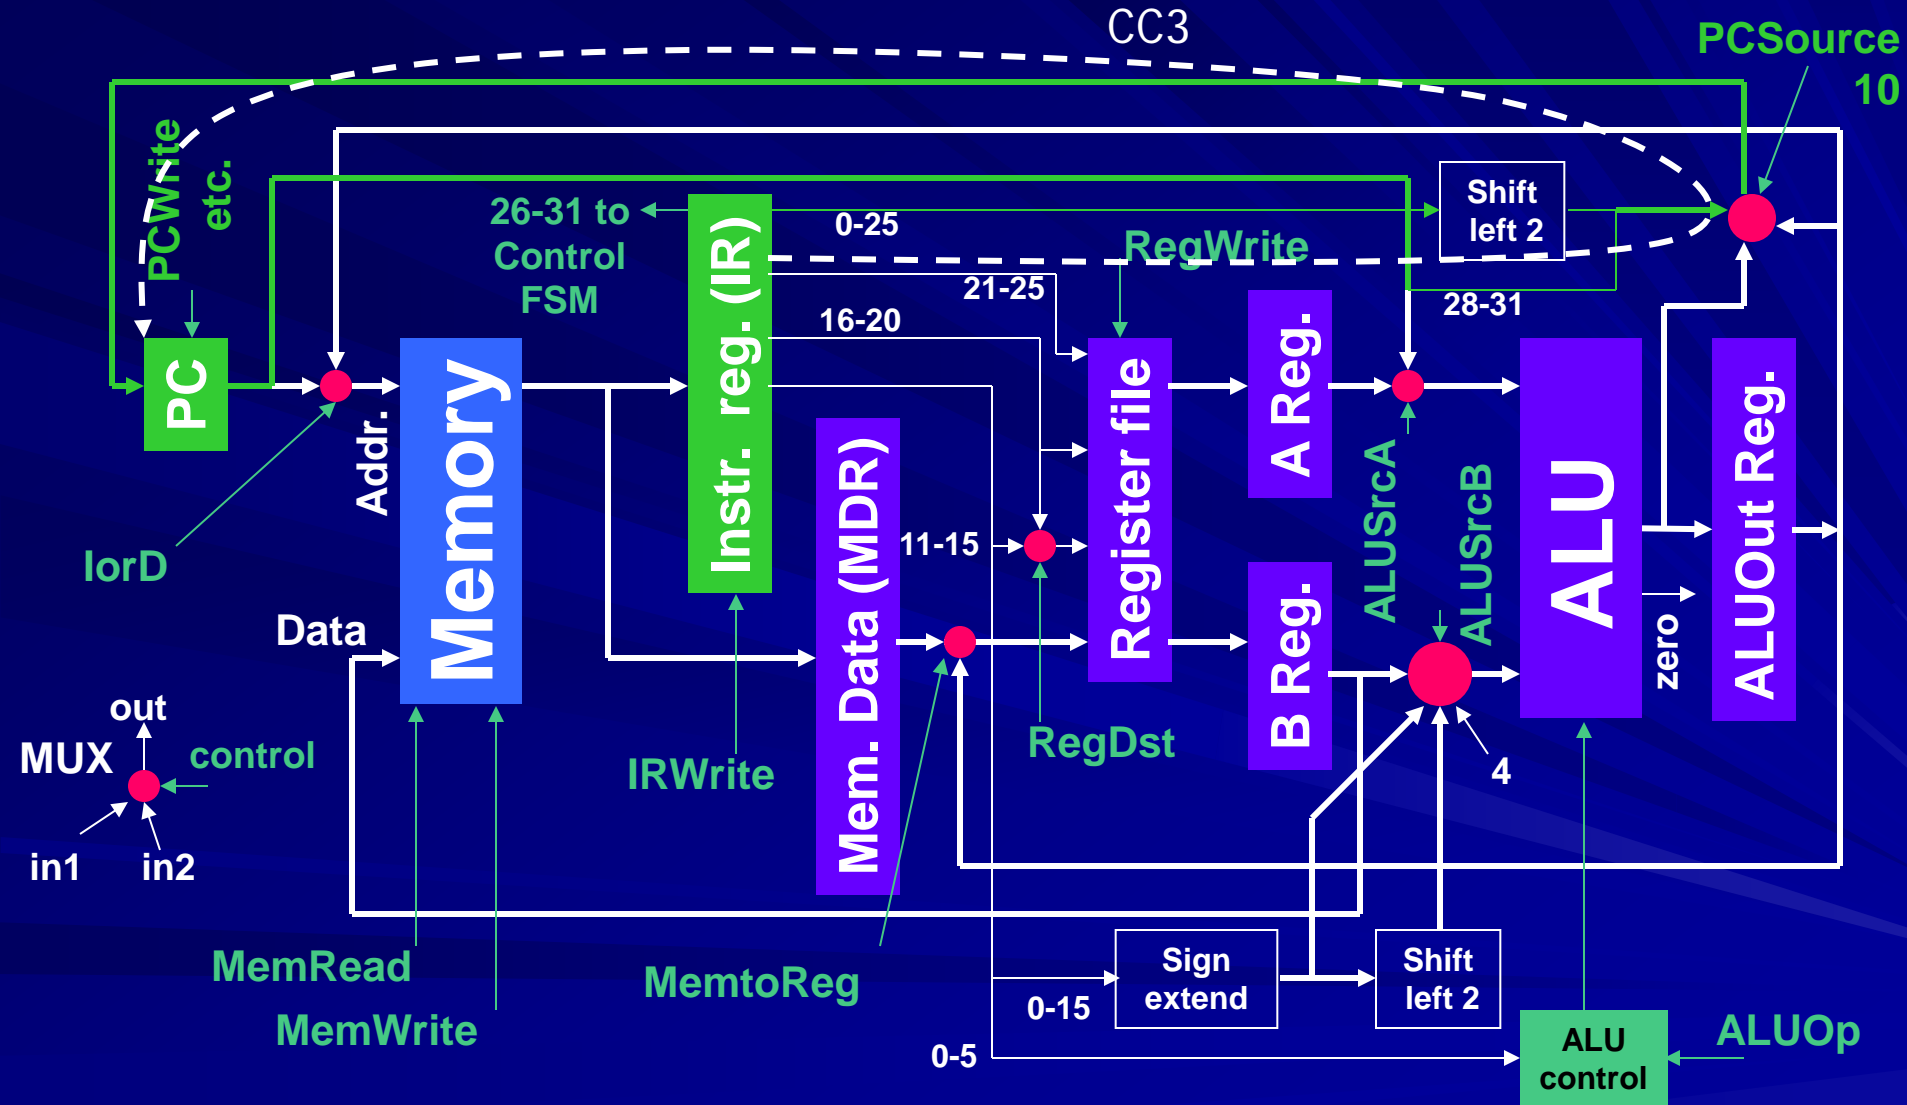 CC3
PCSource
10
PCWrite
etc.
26-31 to
Control
FSM
0-25
Shift
left 2
RegWrite
21-25
28-31
16-20
PC
Addr.
Memory
Instr. reg. (IR)
Mem. Data (MDR)
11-15
Register file
A Reg.
B Reg.
ALUSrcA
ALUSrcB
ALU
zero
ALUOut Reg.
IorD
Data
out
MUX
control
in1
in2
IRWrite
RegDst
4
MemRead
MemWrite
MemtoReg
Sign
extend
Shift
left 2
0-15
0-5
ALU
control
ALUOp